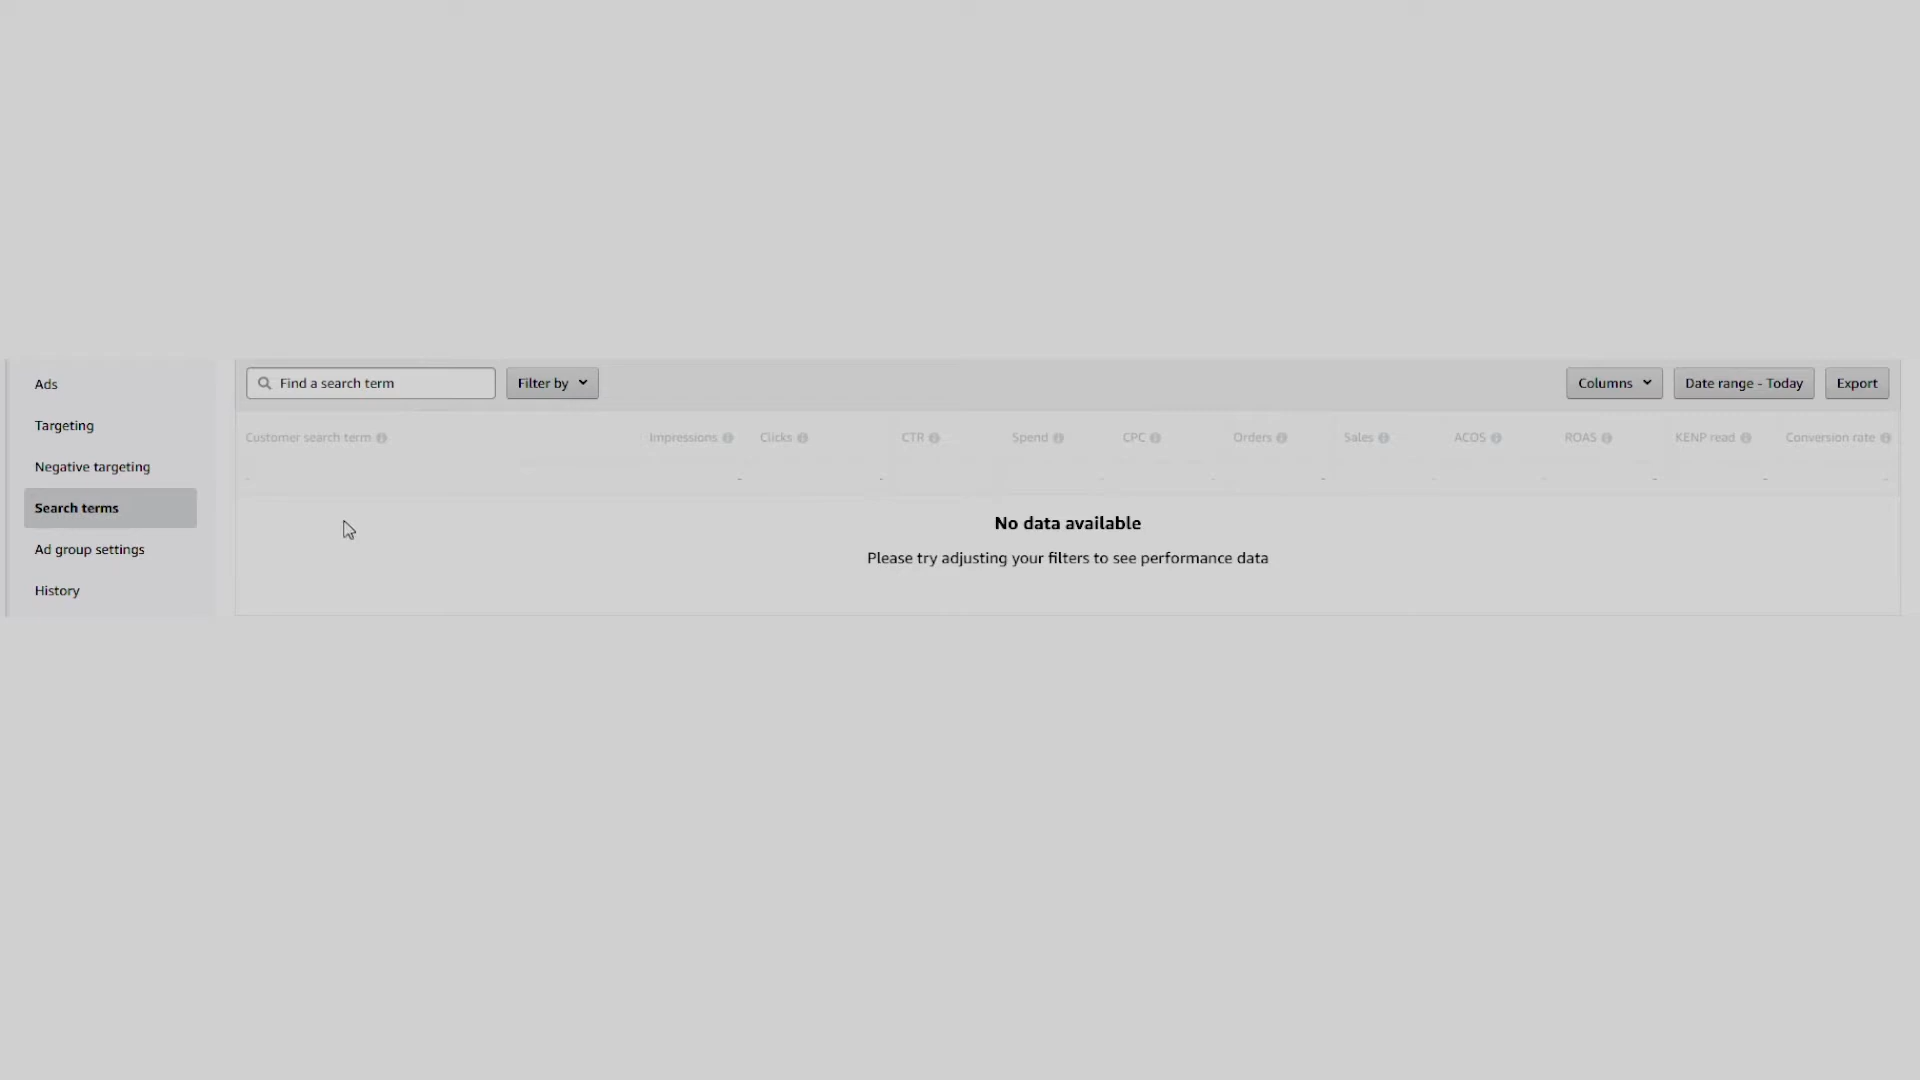 Ads
Targeting
Negative targeting
Search terms
Ad group settings
History
Find a search term
Filter by
Columns
Date range - Today
Export
Customer search term Impressions Clicks CTR Spend CPC Orders Sales ACOS ROAS KENP read Conversion rate
- - - - - - - - - - - -
No data available
Please try adjusting your filters to see performance data